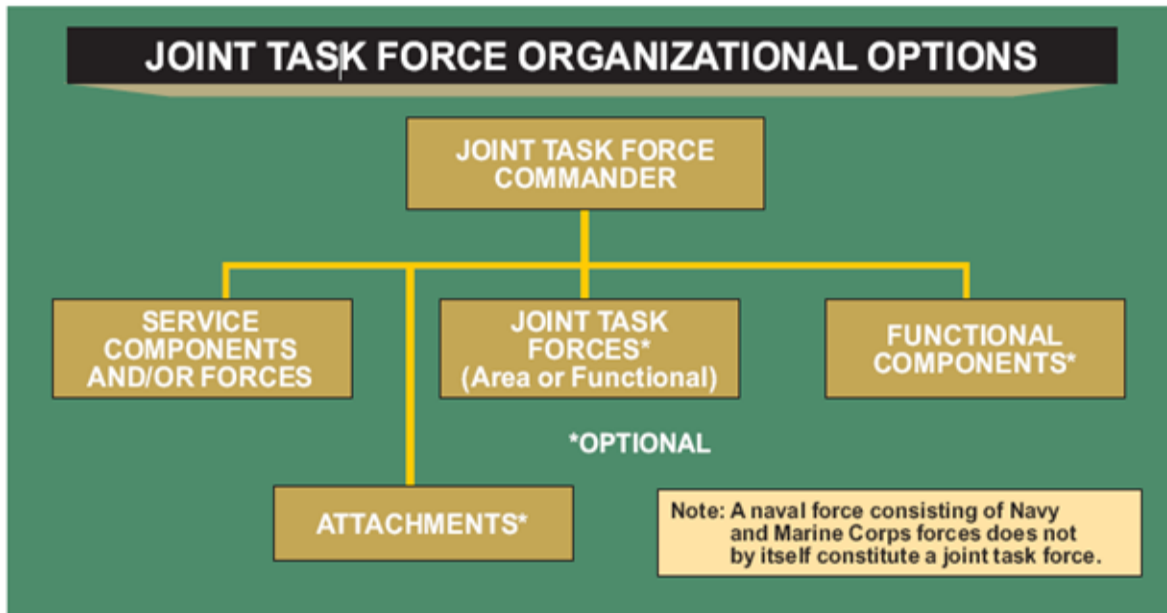 JOINT TASK FORCE ORGANIZATIONAL OPTIONS
JOINT TASK FORCE
COMMANDER
SERVICE
COMPONENTS
AND/OR FORCES
JOINT TASK
FORCES*
(Area or Functional)
FUNCTIONAL
COMPONENTS*
*OPTIONAL
ATTACHMENTS*
Note: A naval force consisting of Navy
and Marine Corps forces does not
by itself constitute a joint task force.